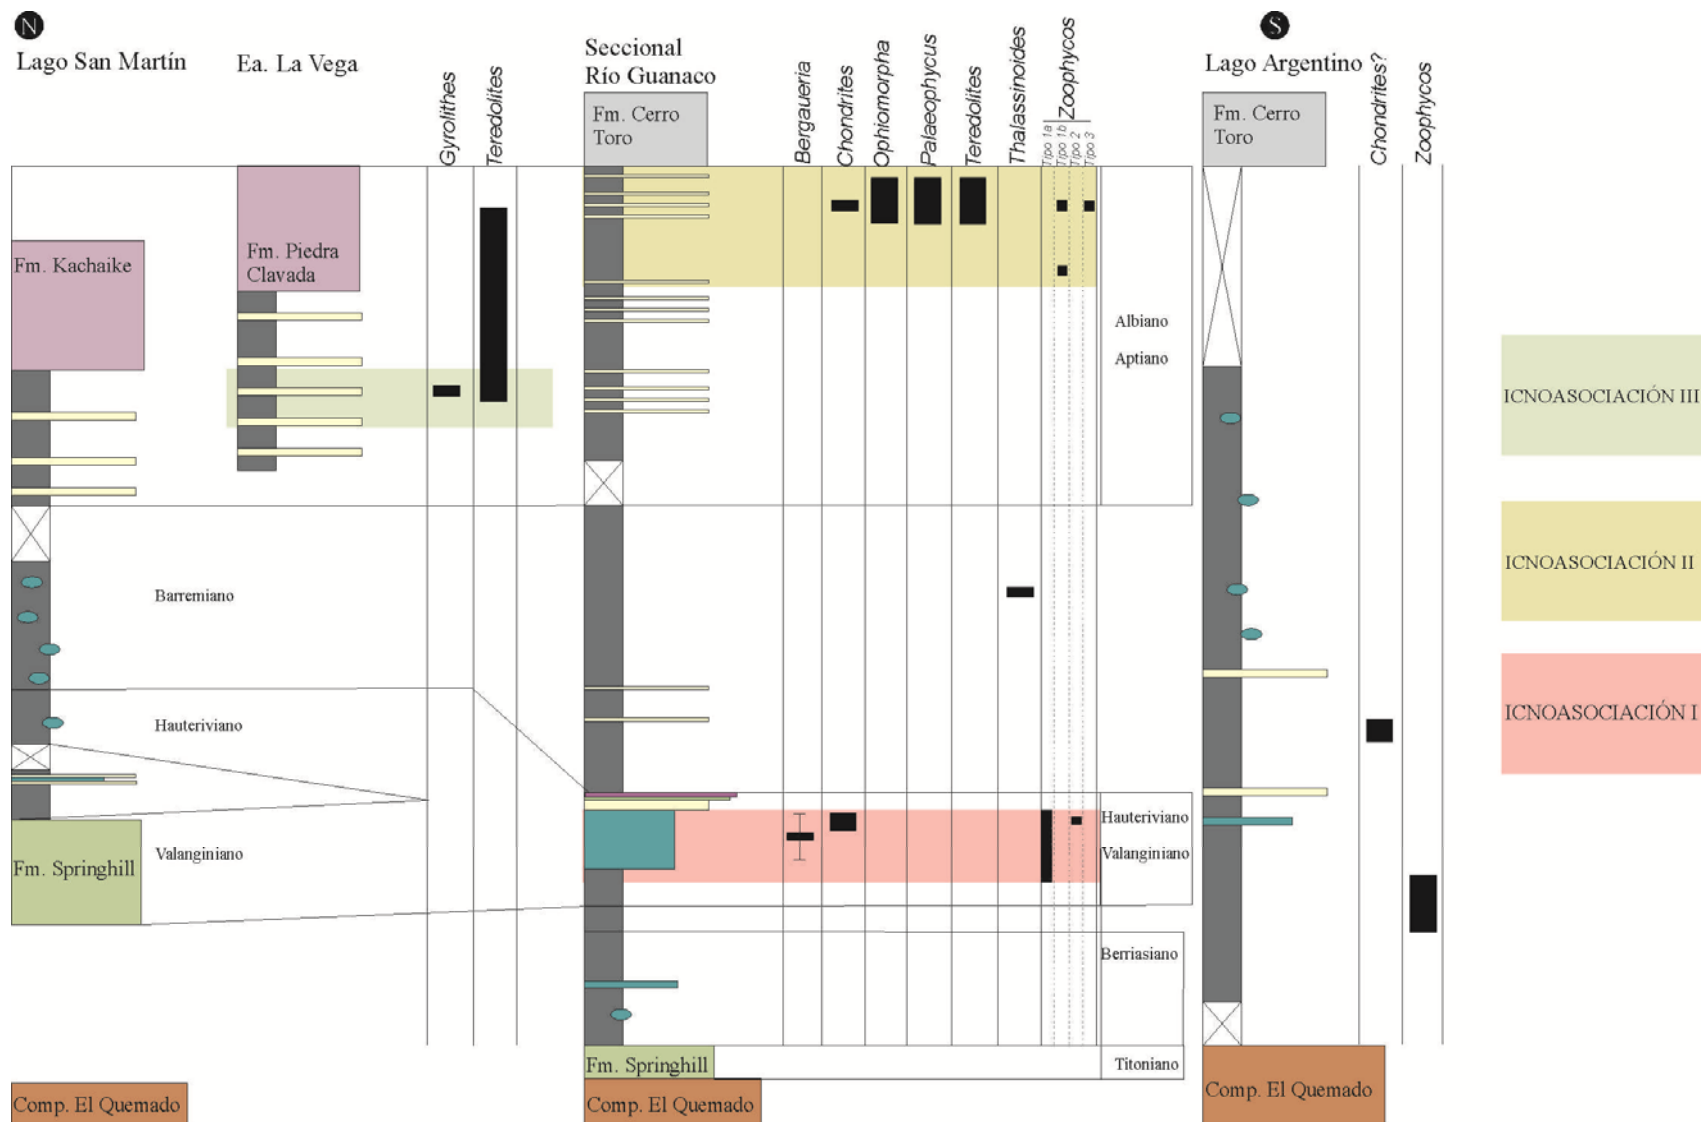 N
Lago San Martín
Ea. La Vega
Gyrolithes
Teredolites
Seccional
Río Guanaco
Bergaueria
Chondrites
Ophiomorpha
Palaeophycus
Teredolites
Thalassinoides
Zoophycos
Tipo 1a
Tipo 1b
Tipo 2
Tipo 3
S
Lago Argentino
Chondrites?
Zoophycos
Fm. Cerro
Toro
Fm. Cerro
Toro
Fm. Kachaike
Fm. Piedra
Clavada
Albiano
Aptiano
ICNOASOCIACIÓN III
ICNOASOCIACIÓN II
ICNOASOCIACIÓN I
Barremiano
Hauteriviano
Valanginiano
Fm. Springhill
Hauteriviano
Valanginiano
Berriasiano
Titoniano
Fm. Springhill
Comp. El Quemado
Comp. El Quemado
Comp. El Quemado